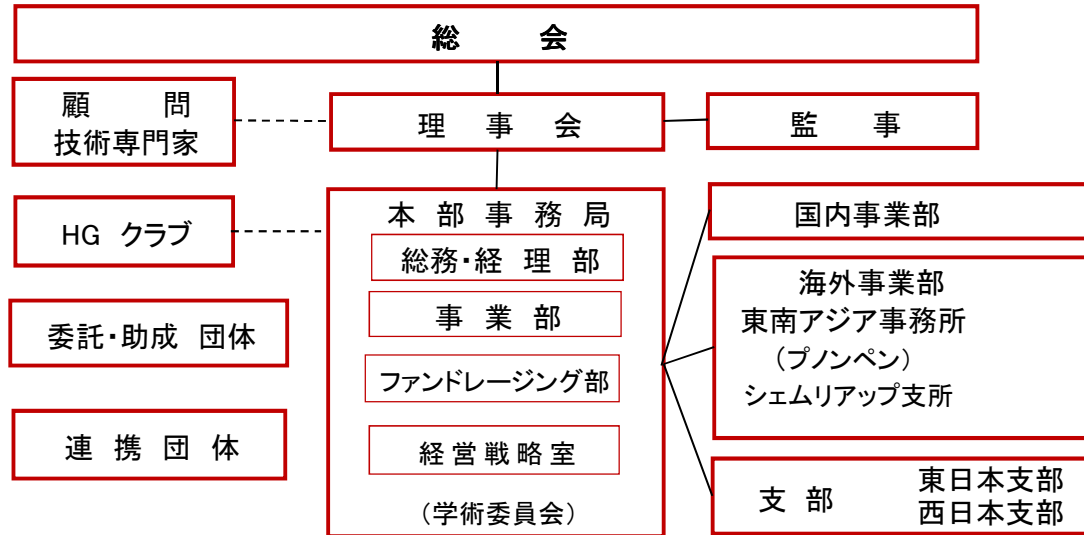 総 会
顧 問
技術専門家
理 事 会
監 事
HG クラブ
本 部 事 務 局
総務・経 理 部
事 業 部
ファンドレージング部
経 営 戦 略 室
(学術委員会)
委託・助成 団体
連 携 団 体
国内事業部
海外事業部
東南アジア事務所
(プノンペン)
シェムリアップ支所
支 部
東日本支部
西日本支部